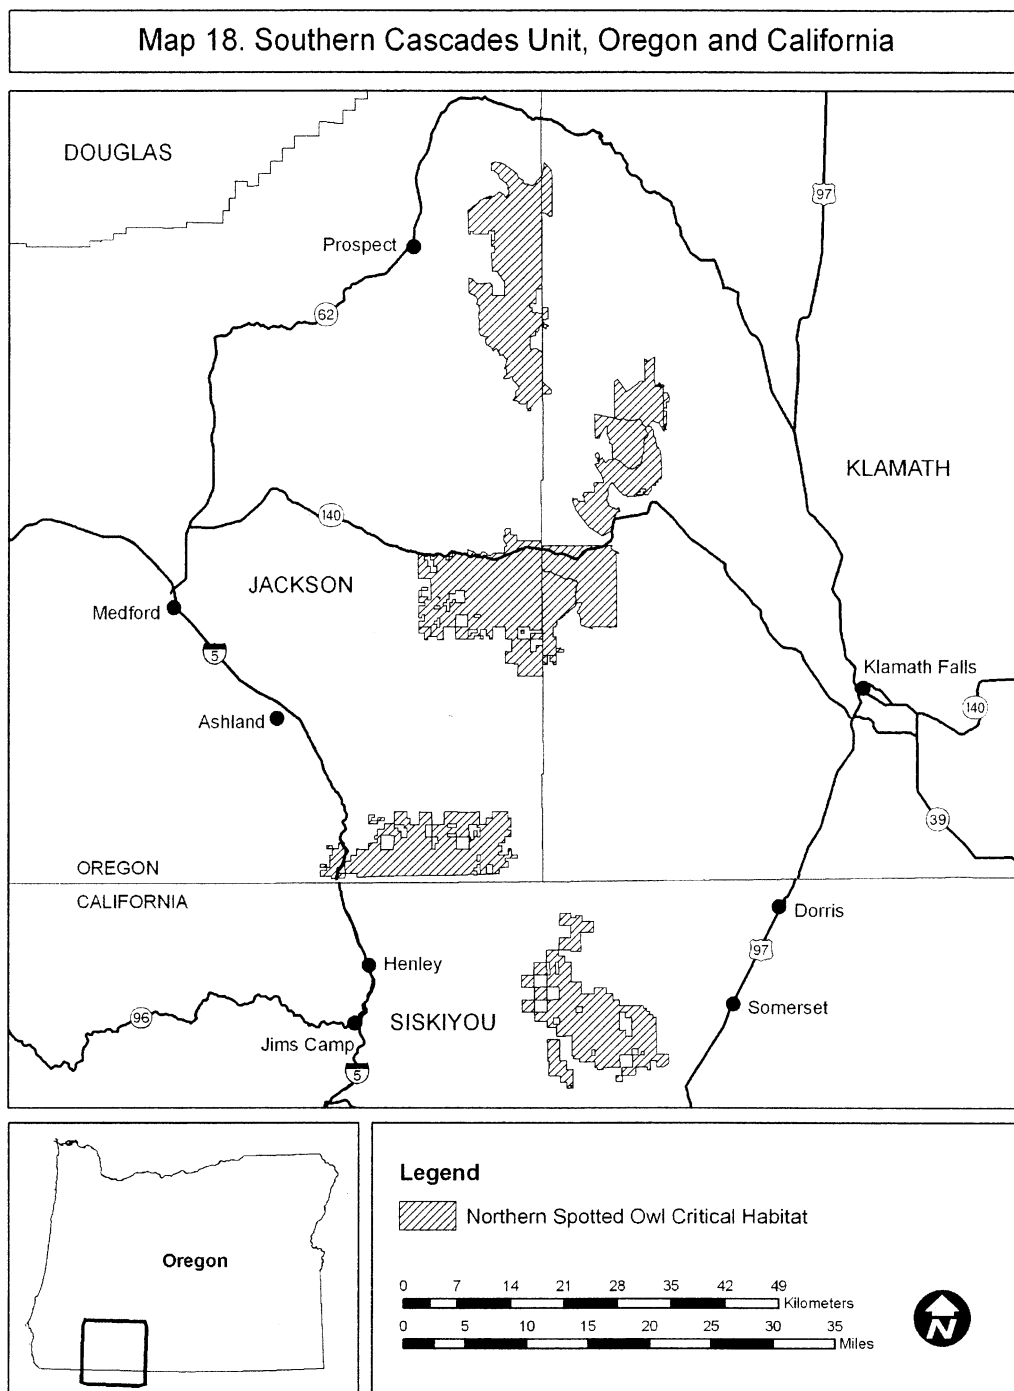 Map 18. Southern Cascades Unit, Oregon and California
DOUGLAS
97
Prospect
62
KLAMATH
140
JACKSON
Medford
5
Klamath Falls
Ashland
140
39
OREGON
CALIFORNIA
Dorris
97
Henley
Somerset
96
SISKIYOU
Jims Camp
5
Legend
Northern Spotted Owl Critical Habitat
Oregon
0 7 14 21 28 35 42 49
Kilometers
0 5 10 15 20 25 30 35
Miles
N